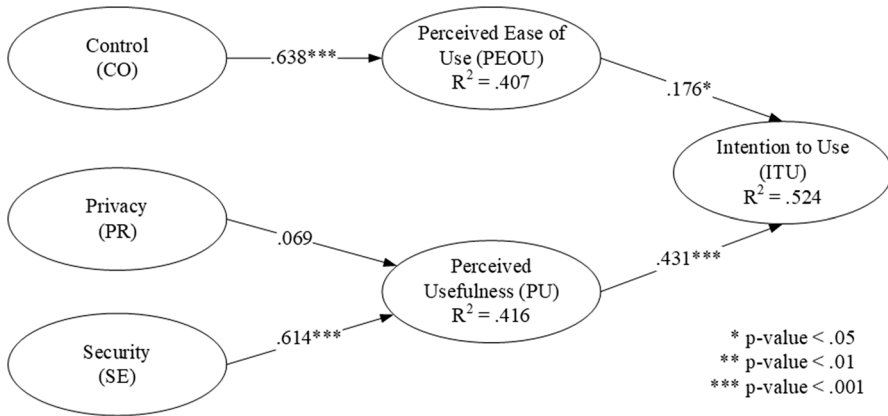 Control
(CO)
.638***
Perceived Ease of
Use (PEOU)
R² = .407
.176*
Intention to Use
(ITU)
R² = .524
Privacy
(PR)
.069
Perceived
Usefulness (PU)
R² = .416
.431***
Security
(SE)
.614***
* p-value < .05
** p-value < .01
*** p-value < .001